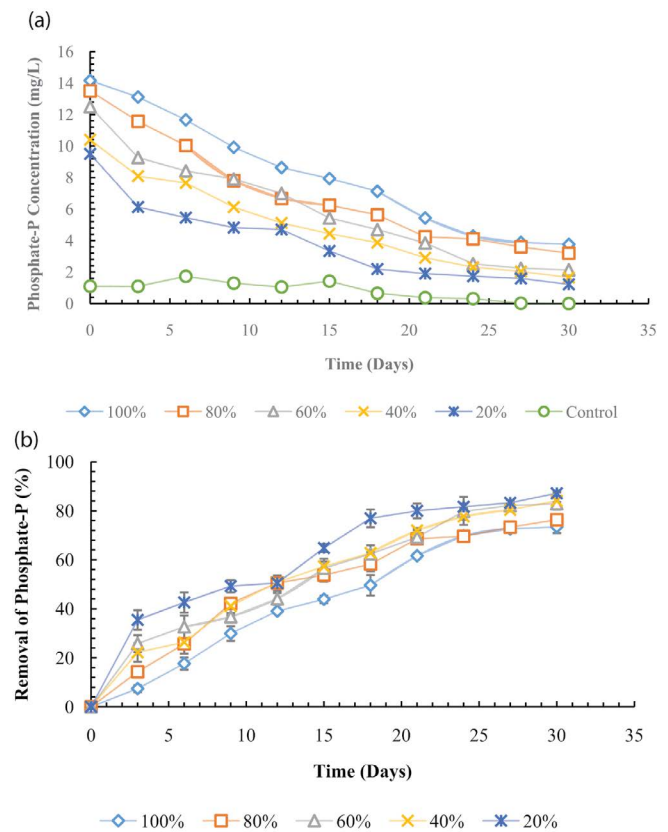 (a)
Phosphate-P Concentration (mg/L)
16
14
12
10
8
6
4
2
0
0 5 10 15 20 25 30 35
Time (Days)
100% 80% 60% 40% 20% Control
(b)
Removal of Phosphate-P (%)
100
80
60
40
20
0
0 5 10 15 20 25 30 35
Time (Days)
100% 80% 60% 40% 20%